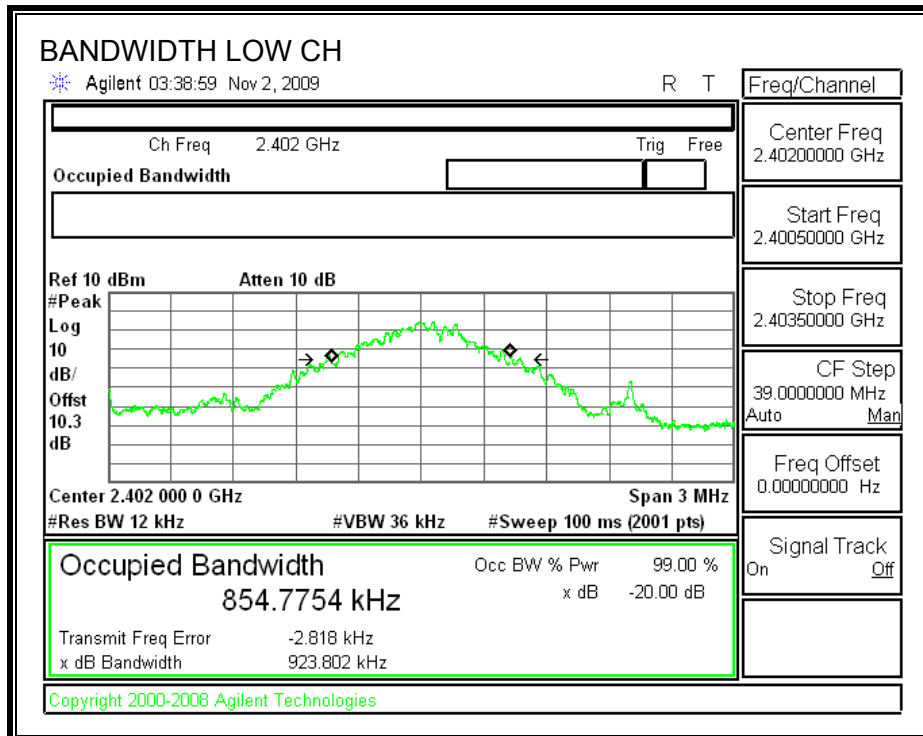 BANDWIDTH LOW CH
Agilent 03:38:59 Nov 2, 2009 R T
Freq/Channel
Ch Freq 2.402 GHz Trig Free
Occupied Bandwidth
Center Freq
2.40200000 GHz
Start Freq
2.40050000 GHz
Stop Freq
2.40350000 GHz
CF Step
39.0000000 MHz
Auto Man
Freq Offset
0.00000000 Hz
Signal Track
On Off
Ref 10 dBm Atten 10 dB
#Peak
Log
10
dB/
Offst
10.3
dB
Center 2.402 000 0 GHz Span 3 MHz
#Res BW 12 kHz #VBW 36 kHz #Sweep 100 ms (2001 pts)
Occupied Bandwidth Occ BW % Pwr 99.00 %
854.7754 kHz x dB -20.00 dB
Transmit Freq Error -2.818 kHz
x dB Bandwidth 923.802 kHz
Copyright 2000-2008 Agilent Technologies